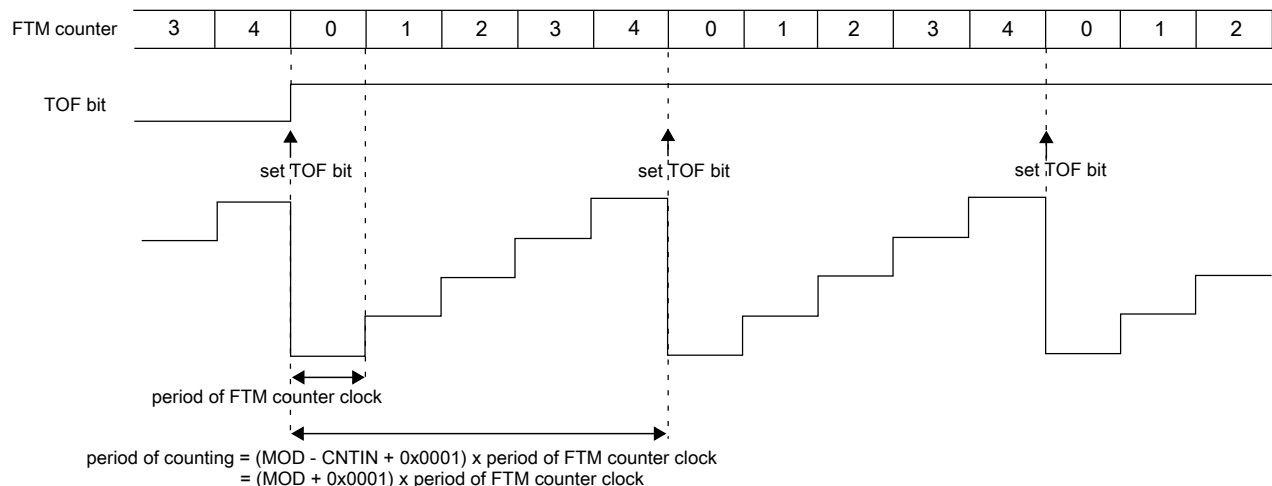 FTM counter 3 4 0 1 2 3 4 0 1 2 3 4 0 1 2
TOF bit
set TOF bit set TOF bit set TOF bit
period of FTM counter clock
period of counting = (MOD - CNTIN + 0x0001) x period of FTM counter clock
= (MOD + 0x0001) x period of FTM counter clock